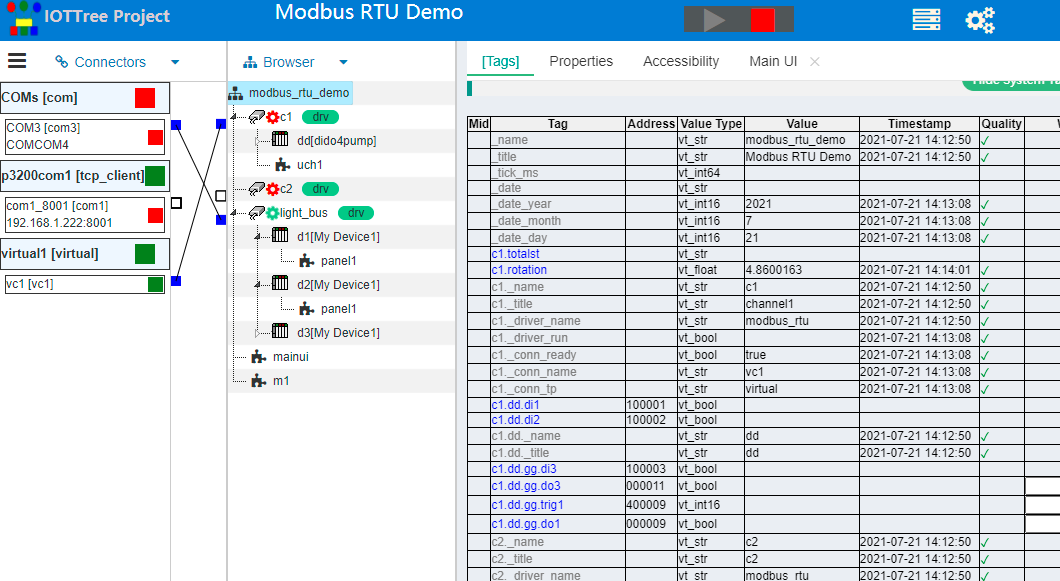 IOTTree Project
Modbus RTU Demo
Connectors
Browser
[Tags]
Properties
Accessibility
Main UI
COMs [com]
COM3 [com3]
COMCOM4
p3200com1 [tcp_client]
com1_8001 [com1]
192.168.1.222:8001
virtual1 [virtual]
vc1 [vc1]
modbus_rtu_demo
c1 drv
dd[dido4pump]
uch1
c2 drv
light_bus drv
d1[My Device1]
panel1
d2[My Device1]
panel1
d3[My Device1]
mainui
m1
Mid Tag Address Value Type Value Timestamp Quality
_name vt_str modbus_rtu_demo 2021-07-21 14:12:50 ✓
_title vt_str Modbus RTU Demo 2021-07-21 14:12:50 ✓
_tick_ms vt_int64
_date vt_str
_date_year vt_int16 2021 2021-07-21 14:13:08 ✓
_date_month vt_int16 7 2021-07-21 14:13:08 ✓
_date_day vt_int16 21 2021-07-21 14:13:08 ✓
c1.totalst vt_str
c1.rotation vt_float 4.8600163 2021-07-21 14:14:01 ✓
c1._name vt_str c1 2021-07-21 14:12:50 ✓
c1._title vt_str channel1 2021-07-21 14:12:50 ✓
c1._driver_name vt_str modbus_rtu 2021-07-21 14:12:50 ✓
c1._driver_run vt_bool 2021-07-21 14:13:08 ✓
c1._conn_ready vt_bool true 2021-07-21 14:13:08 ✓
c1._conn_name vt_str vc1 2021-07-21 14:13:08 ✓
c1._conn_tp vt_str virtual 2021-07-21 14:13:08 ✓
c1.dd.di1 100001 vt_bool
c1.dd.di2 100002 vt_bool
c1.dd._name vt_str dd 2021-07-21 14:12:50 ✓
c1.dd._title vt_str dd 2021-07-21 14:12:50 ✓
c1.dd.gg.di3 100003 vt_bool
c1.dd.gg.do3 000011 vt_bool
c1.dd.gg.trig1 400009 vt_int16
c1.dd.gg.do1 000009 vt_bool
c2._name vt_str c2 2021-07-21 14:12:50 ✓
c2._title vt_str c2 2021-07-21 14:12:50 ✓
c2._driver_name vt_str modbus_rtu 2021-07-21 14:12:50 ✓